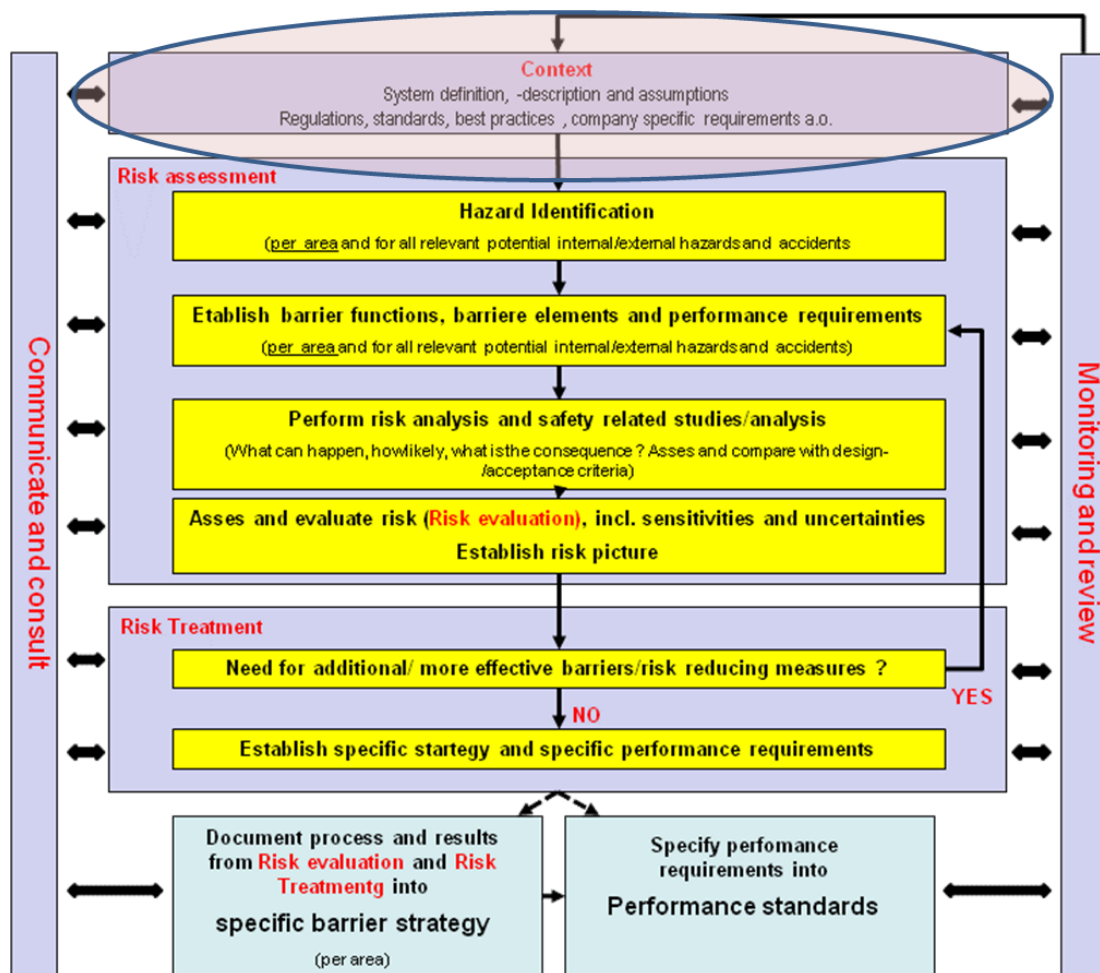 Context
System definition, -description and assumptions
Regulations, standards, best practices , company specific requirements a.o.
Risk assessment
Hazard Identification
(per area and for all relevant potential internal/external hazards and accidents
Etablish barrier functions, barriere elements and performance requirements
(per area and for all relevant potential internal/external hazards and accidents)
Perform risk analysis and safety related studies/analysis
(What can happen, howlikely, what is the consequence ? Asses and compare with design-
/acceptance criteria)
Asses and evaluate risk (Risk evaluation), incl. sensitivities and uncertainties
Establish risk picture
Risk Treatment
Need for additional/ more effective barriers/risk reducing measures ?
YES
NO
Establish specific startegy and specific performance requirements
Document process and results
from Risk evaluation and Risk
Treatmentg into
specific barrier strategy
(per area)
Specify perfomance
requirements into
Performance standards
Communicate and consult
Monitoring and review